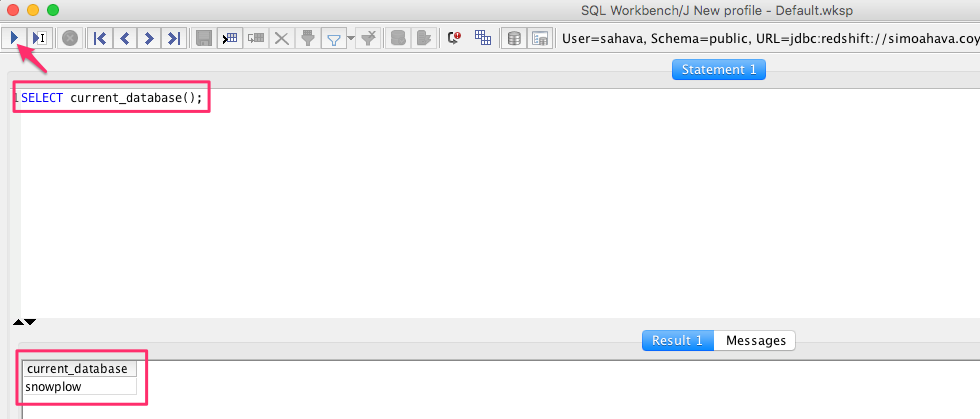 SQL Workbench/J New profile - Default.wksp
User=sahava, Schema=public, URL=jdbc:redshift://simoahava.coy
Statement 1
1 SELECT current_database();
Result 1 Messages
current_database
snowplow